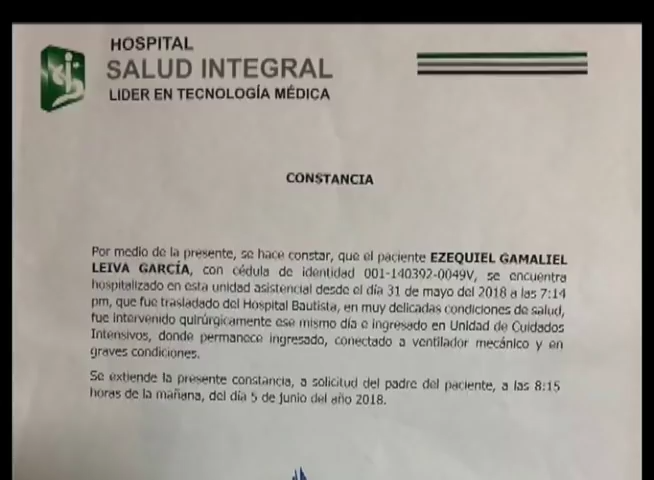 HOSPITAL
SALUD INTEGRAL
LIDER EN TECNOLOGÍA MÉDICA
CONSTANCIA
Por medio de la presente, se hace constar, que el paciente EZEQUIEL GAMALIEL
LEIVA GARCÍA, con cédula de identidad 001-140392-0049V, se encuentra
hospitalizado en esta unidad asistencial desde el día 31 de mayo del 2018 a las 7:14
pm, que fue trasladado del Hospital Bautista, en muy delicadas condiciones de salud,
fue intervenido quirúrgicamente ese mismo día e ingresado en Unidad de Cuidados
Intensivos, donde permanece ingresado, conectado a ventilador mecánico y en
graves condiciones.
Se extiende la presente constancia, a solicitud del padre del paciente, a las 8:15
horas de la mañana, del día 5 de junio del año 2018.